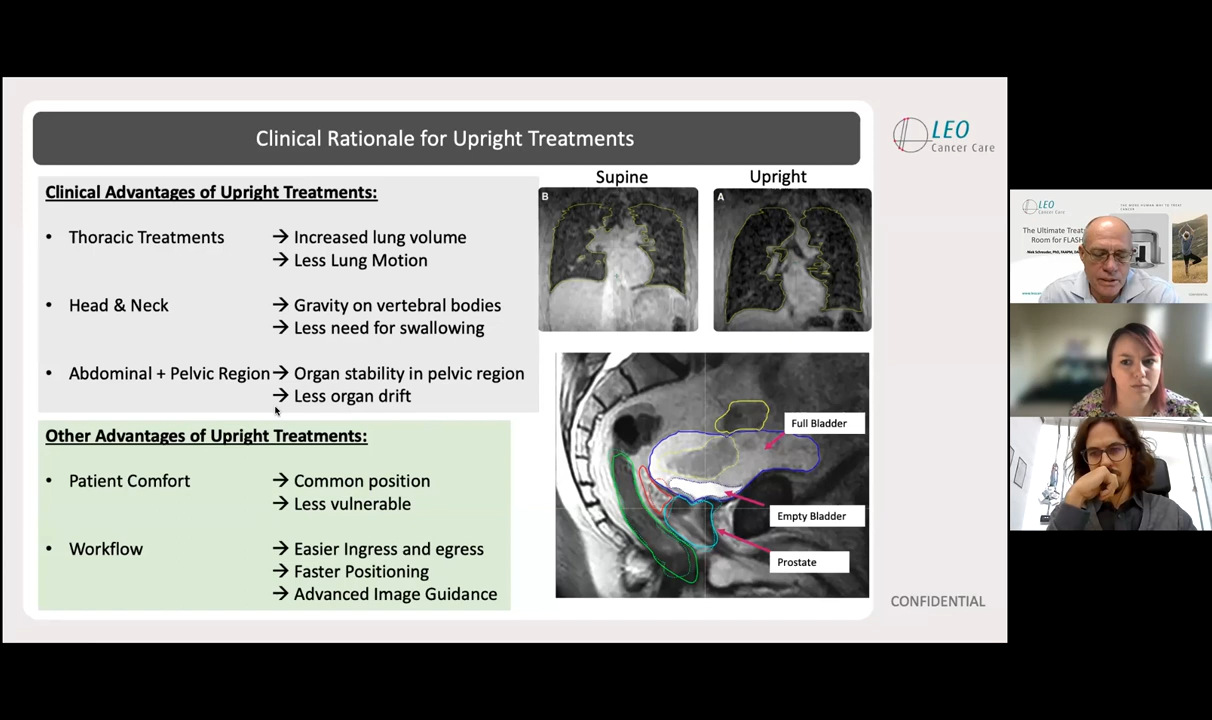 Clinical Rationale for Upright Treatments
LEO
Cancer Care
Clinical Advantages of Upright Treatments:
• Thoracic Treatments → Increased lung volume
→ Less Lung Motion
• Head & Neck → Gravity on vertebral bodies
→ Less need for swallowing
• Abdominal + Pelvic Region → Organ stability in pelvic region
→ Less organ drift
Other Advantages of Upright Treatments:
• Patient Comfort → Common position
→ Less vulnerable
• Workflow → Easier Ingress and egress
→ Faster Positioning
→ Advanced Image Guidance
Supine
Upright
B
A
Full Bladder
Empty Bladder
Prostate
CONFIDENTIAL
LEO
Cancer Care
The Ultimate Treat
Room for FLASH